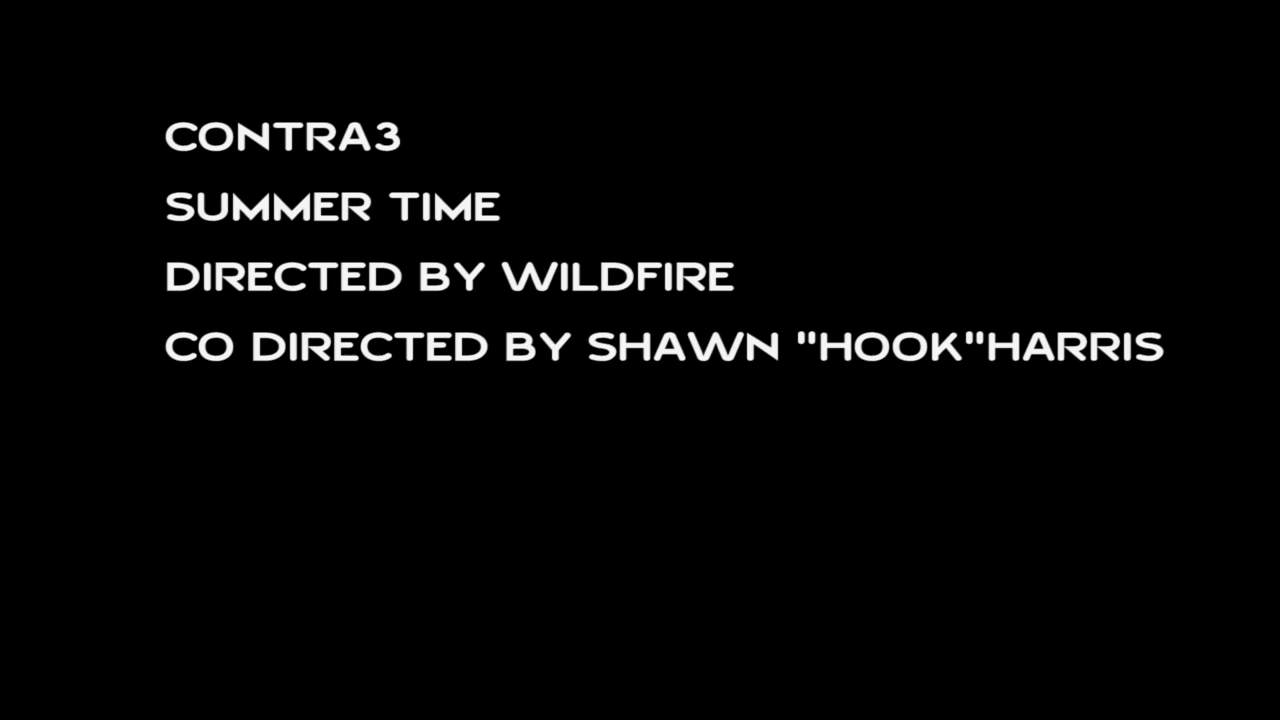 CONTRA3
SUMMER TIME
DIRECTED BY WILDFIRE
CO DIRECTED BY SHAWN "HOOK"HARRIS